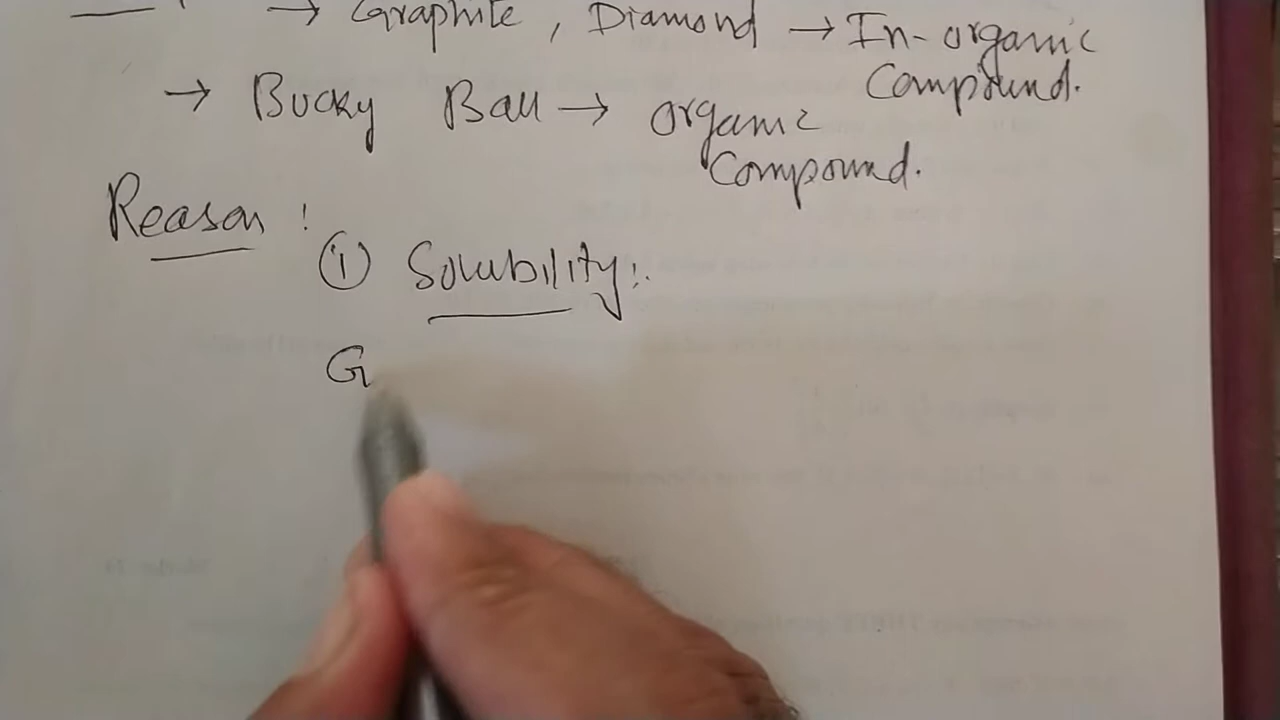 → Graphite, Diamond → In-organic Compound.
→ Bucky Ball → Organic Compound.
Reason:
① Solubility:
G